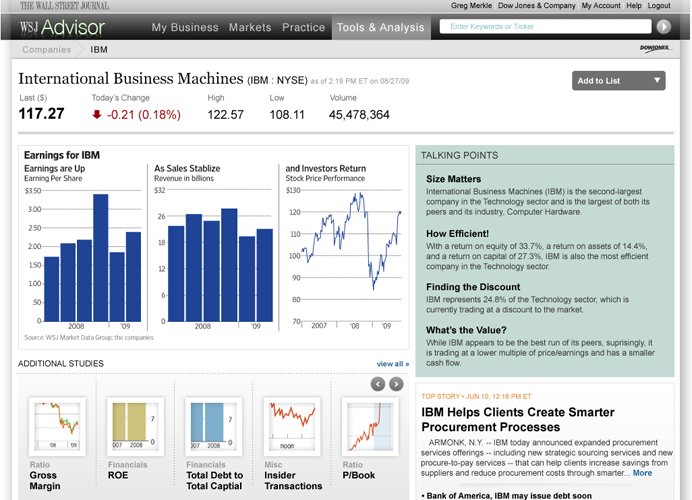 THE WALL STREET JOURNAL
Greg Merkle Dow Jones & Company My Account Help Logout
WSJ Advisor
My Business Markets Practice Tools & Analysis
Enter Keywords or Ticker
Companies IBM
DOWJONES
International Business Machines (IBM : NYSE) as of 2:19 PM ET on 08/27/09
Add to List
Last ($) Today's Change High Low Volume
117.27 -0.21 (0.18%) 122.57 108.11 45,478,364
Earnings for IBM
Earnings are Up
Earning Per Share
$3.50
3.00
2.50
2.00
1.50
1.00
.50
0
2008 '09
As Sales Stablize
Revenue in billions
$32
28
24
20
16
12
8
4
0
2008 '09
and Investors Return
Stock Price Performance
$130
120
110
100
90
80
70
2007 '08 '09
Source WSJ Market Data Group; the companies
TALKING POINTS
Size Matters
International Business Machines (IBM) is the second-largest
company in the Technology sector and is the largest of both its
peers and its industry, Computer Hardware.
How Efficient!
With a return on equity of 33.7%, a return on assets of 14.4%,
and a return on capital of 27.3%, IBM is also the most efficient
company in the Technology sector.
Finding the Discount
IBM represents 24.8% of the Technology sector, which is
currently trading at a discount to the market.
What's the Value?
While IBM appears to be the best run of its peers, suprisingly, it
is trading at a lower multiple of price/earnings and has a smaller
cash flow.
ADDITIONAL STUDIES
view all »
'08 '09
Ratio
Gross
Margin
7
0
007 2008
Financials
ROE
7
0
007 2008
Financials
Total Debt to
Total Captial
noon
Misc
Insider
Transactions
Ratio
P/Book
TOP STORY • JUN 10, 12:16 PM ET
IBM Helps Clients Create Smarter
Procurement Processes
ARMONK, N.Y. -- IBM today announced expanded procurement
services offerings -- including new strategic sourcing services and new
procure-to-pay services -- that can help clients increase savings from
suppliers and reduce procurement costs through smarter... More
• Bank of America, IBM may issue debt soon